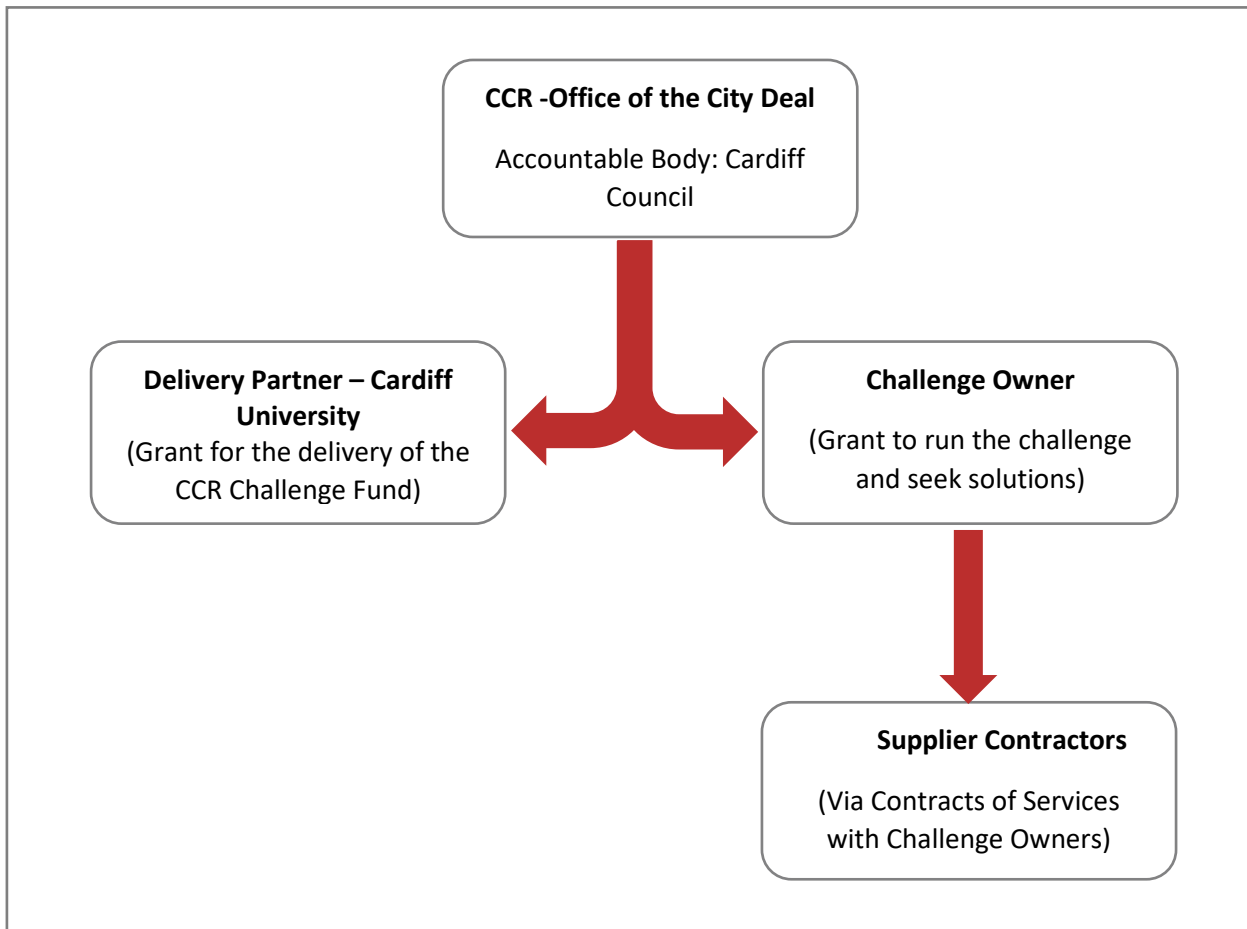 CCR -Office of the City Deal
Accountable Body: Cardiff
Council
Delivery Partner – Cardiff
University
(Grant for the delivery of the
CCR Challenge Fund)
Challenge Owner
(Grant to run the challenge
and seek solutions)
Supplier Contractors
(Via Contracts of Services
with Challenge Owners)